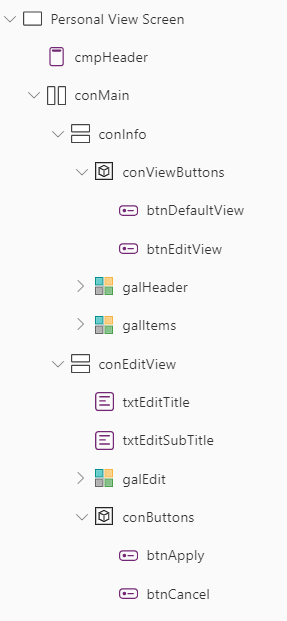 Personal View Screen
cmpHeader
conMain
conInfo
conViewButtons
btnDefaultView
btnEditView
galHeader
galItems
conEditView
txtEditTitle
txtEditSubTitle
galEdit
conButtons
btnApply
btnCancel